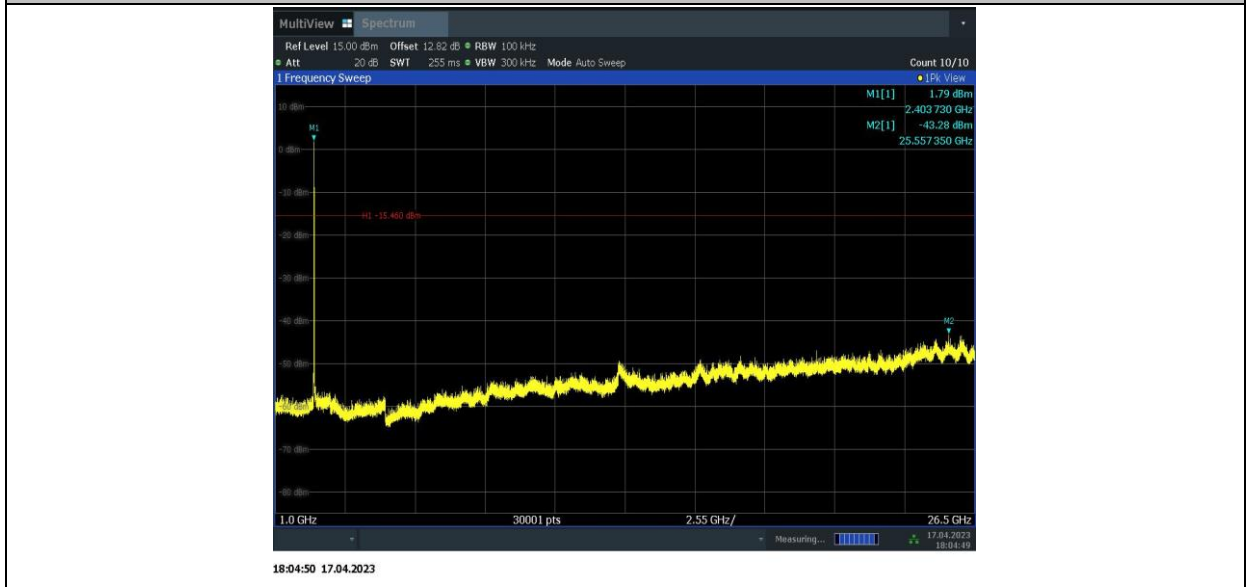 MultiView Spectrum
Ref Level 15.00 dBm Offset 12.82 dB RBW 100 kHz
Att 20 dB SWT 255 ms VBW 300 kHz Mode Auto Sweep Count 10/10
1 Frequency Sweep 1Pk View
M1[1] 1.79 dBm
2.403 730 GHz
M2[1] -43.28 dBm
25.557 350 GHz
10 dBm
M1
0 dBm
-10 dBm
H1 -15.460 dBm
-20 dBm
-30 dBm
-40 dBm
M2
-50 dBm
-60 dBm
-70 dBm
-80 dBm
1.0 GHz 30001 pts 2.55 GHz/ 26.5 GHz
Measuring... 17.04.2023
18:04:49
18:04:50 17.04.2023